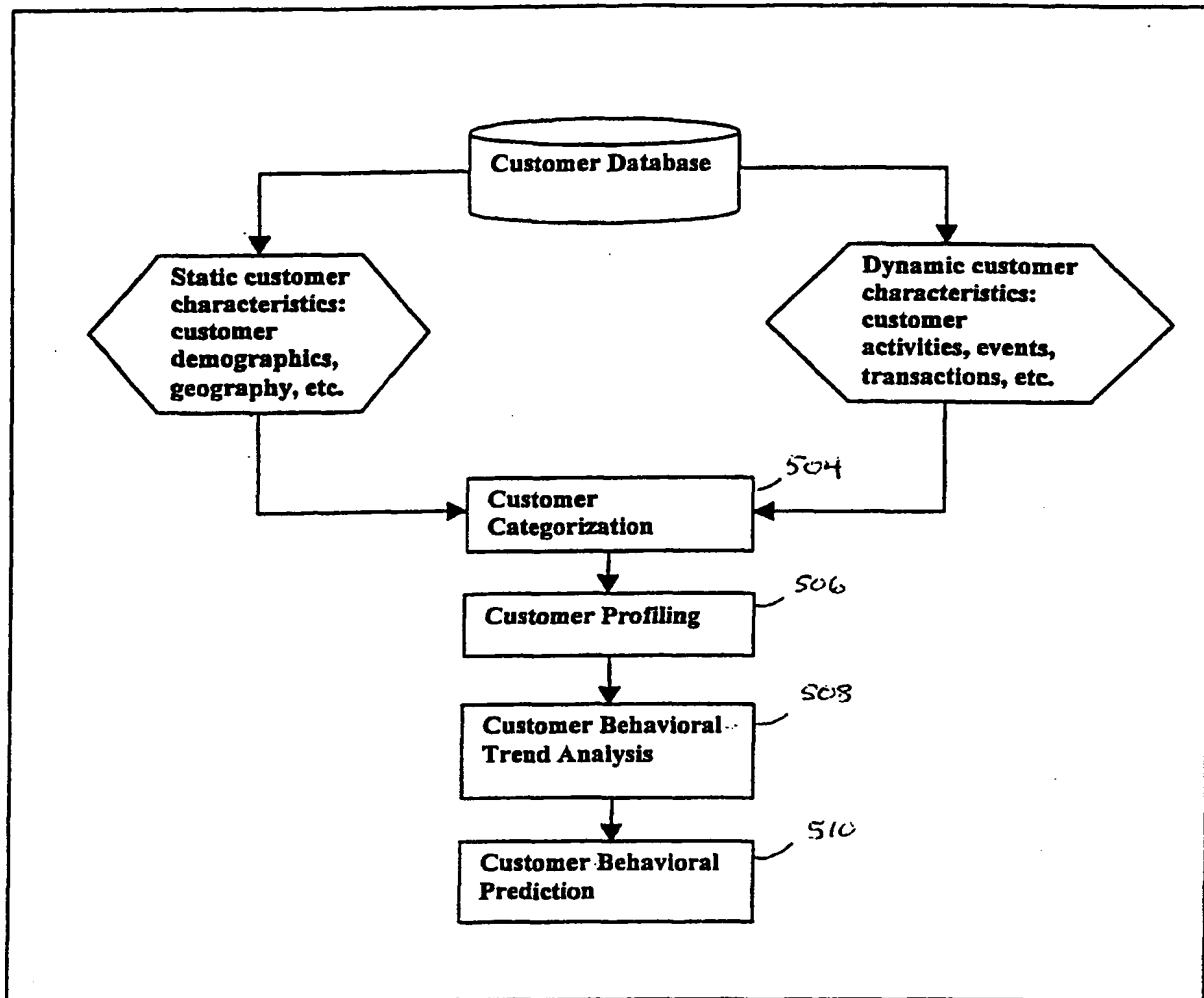 Customer Database
Static customer
characteristics:
customer
demographics,
geography, etc.
Dynamic customer
characteristics:
customer
activities, events,
transactions, etc.
504
Customer
Categorization
506
Customer Profiling
508
Customer Behavioral
Trend Analysis
510
Customer Behavioral
Prediction